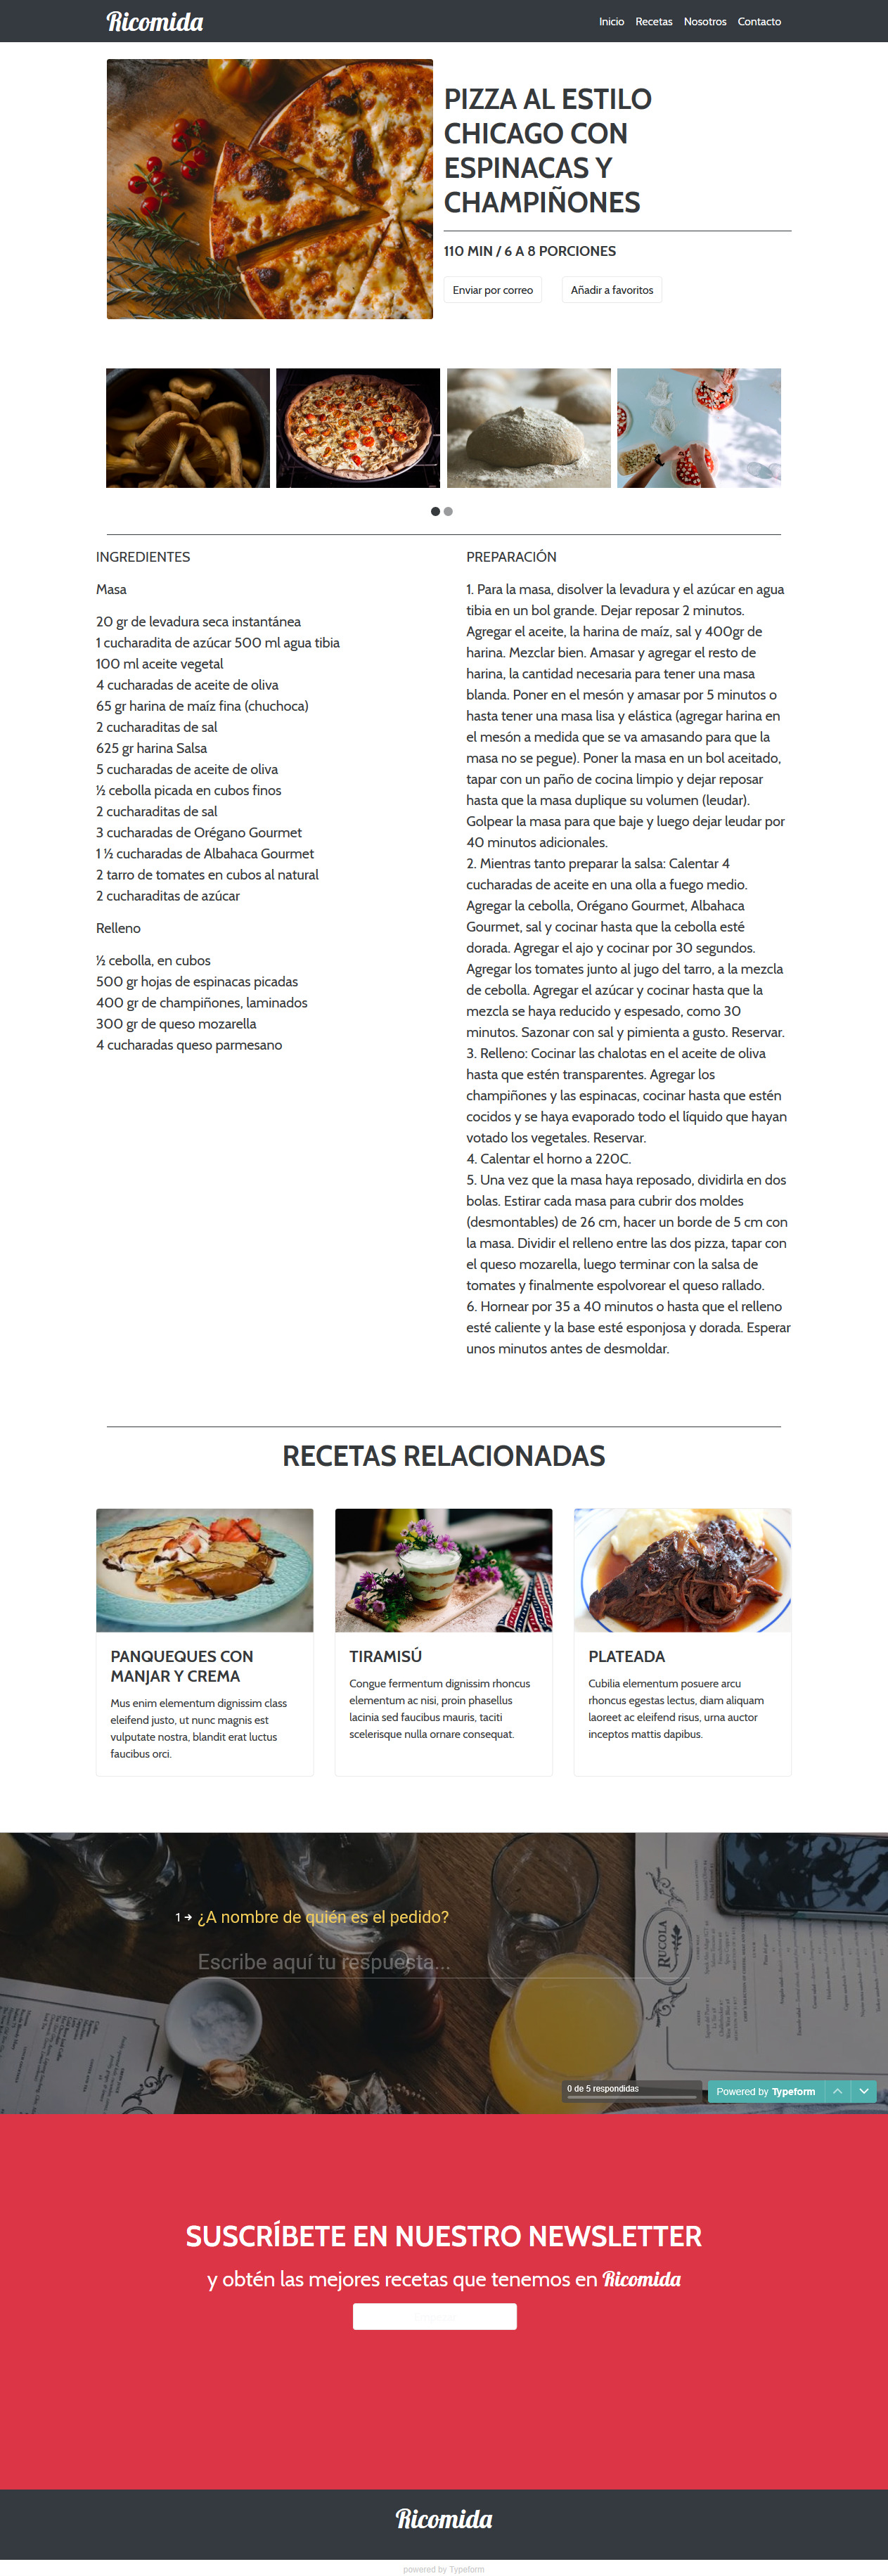 Ricomida
Inicio Recetas Nosotros Contacto
PIZZA AL ESTILO
CHICAGO CON
ESPINACAS Y
CHAMPIÑONES
110 MIN / 6 A 8 PORCIONES
Enviar por correo Añadir a favoritos
INGREDIENTES
Masa
20 gr de levadura seca instantánea
1 cucharadita de azúcar 500 ml agua tibia
100 ml aceite vegetal
4 cucharadas de aceite de oliva
65 gr harina de maíz fina (chuchoca)
2 cucharaditas de sal
625 gr harina Salsa
5 cucharadas de aceite de oliva
½ cebolla picada en cubos finos
2 cucharaditas de sal
3 cucharadas de Orégano Gourmet
1 ½ cucharadas de Albahaca Gourmet
2 tarro de tomates en cubos al natural
2 cucharaditas de azúcar
Relleno
½ cebolla, en cubos
500 gr hojas de espinacas picadas
400 gr de champiñones, laminados
300 gr de queso mozarella
4 cucharadas queso parmesano
PREPARACIÓN
1. Para la masa, disolver la levadura y el azúcar en agua
tibia en un bol grande. Dejar reposar 2 minutos.
Agregar el aceite, la harina de maíz, sal y 400gr de
harina. Mezclar bien. Amasar y agregar el resto de
harina, la cantidad necesaria para tener una masa
blanda. Poner en el mesón y amasar por 5 minutos o
hasta tener una masa lisa y elástica (agregar harina en
el mesón a medida que se va amasando para que la
masa no se pegue). Poner la masa en un bol aceitado,
tapar con un paño de cocina limpio y dejar reposar
hasta que la masa duplique su volumen (leudar).
Golpear la masa para que baje y luego dejar leudar por
40 minutos adicionales.
2. Mientras tanto preparar la salsa: Calentar 4
cucharadas de aceite en una olla a fuego medio.
Agregar la cebolla, Orégano Gourmet, Albahaca
Gourmet, sal y cocinar hasta que la cebolla esté
dorada. Agregar el ajo y cocinar por 30 segundos.
Agregar los tomates junto al jugo del tarro, a la mezcla
de cebolla. Agregar el azúcar y cocinar hasta que la
mezcla se haya reducido y espesado, como 30
minutos. Sazonar con sal y pimienta a gusto. Reservar.
3. Relleno: Cocinar las chalotas en el aceite de oliva
hasta que estén transparentes. Agregar los
champiñones y las espinacas, cocinar hasta que estén
cocidos y se haya evaporado todo el líquido que hayan
votado los vegetales. Reservar.
4. Calentar el horno a 220C.
5. Una vez que la masa haya reposado, dividirla en dos
bolas. Estirar cada masa para cubrir dos moldes
(desmontables) de 26 cm, hacer un borde de 5 cm con
la masa. Dividir el relleno entre las dos pizza, tapar con
el queso mozarella, luego terminar con la salsa de
tomates y finalmente espolvorear el queso rallado.
6. Hornear por 35 a 40 minutos o hasta que el relleno
esté caliente y la base esté esponjosa y dorada. Esperar
unos minutos antes de desmoldar.
RECETAS RELACIONADAS
PANQUEQUES CON
MANJAR Y CREMA
Mus enim elementum dignissim class
eleifend justo, ut nunc magnis est
vulputate nostra, blandit erat luctus
faucibus orci.
TIRAMISÚ
Congue fermentum dignissim rhoncus
elementum ac nisi, proin phasellus
lacinia sed faucibus mauris, taciti
scelerisque nulla ornare consequat.
PLATEADA
Cubilia elementum posuere arcu
rhoncus egestas lectus, diam aliquam
laoreet ac eleifend risus, urna auctor
inceptos mattis dapibus.
1 → ¿A nombre de quién es el pedido?
Escribe aquí tu respuesta...
RUCOLA
0 de 5 respondidas
Powered by Typeform
SUSCRÍBETE EN NUESTRO NEWSLETTER
y obtén las mejores recetas que tenemos en Ricomida
Ricomida
powered by Typeform